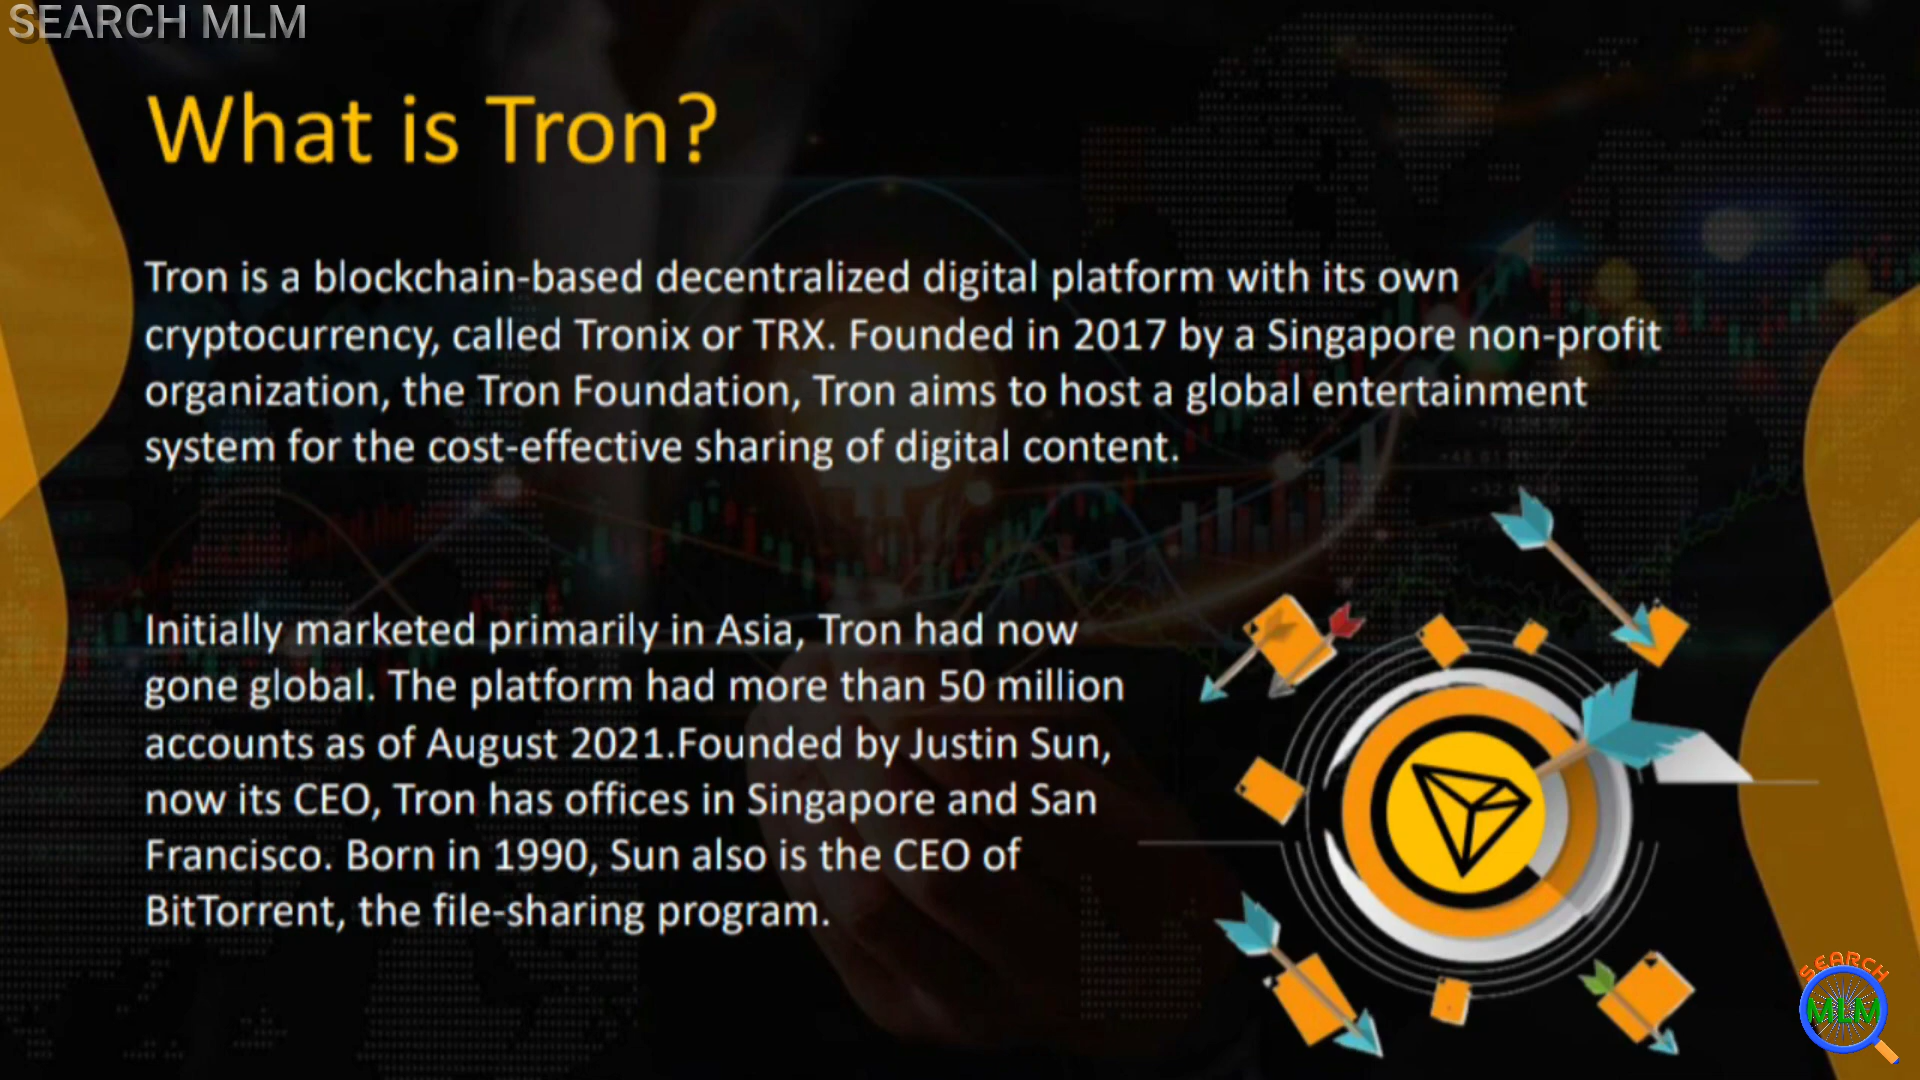 SEARCH MLM
What is Tron?
Tron is a blockchain-based decentralized digital platform with its own
cryptocurrency, called Tronix or TRX. Founded in 2017 by a Singapore non-profit
organization, the Tron Foundation, Tron aims to host a global entertainment
system for the cost-effective sharing of digital content.
Initially marketed primarily in Asia, Tron had now
gone global. The platform had more than 50 million
accounts as of August 2021.Founded by Justin Sun,
now its CEO, Tron has offices in Singapore and San
Francisco. Born in 1990, Sun also is the CEO of
BitTorrent, the file-sharing program.
SEARCH
MLM